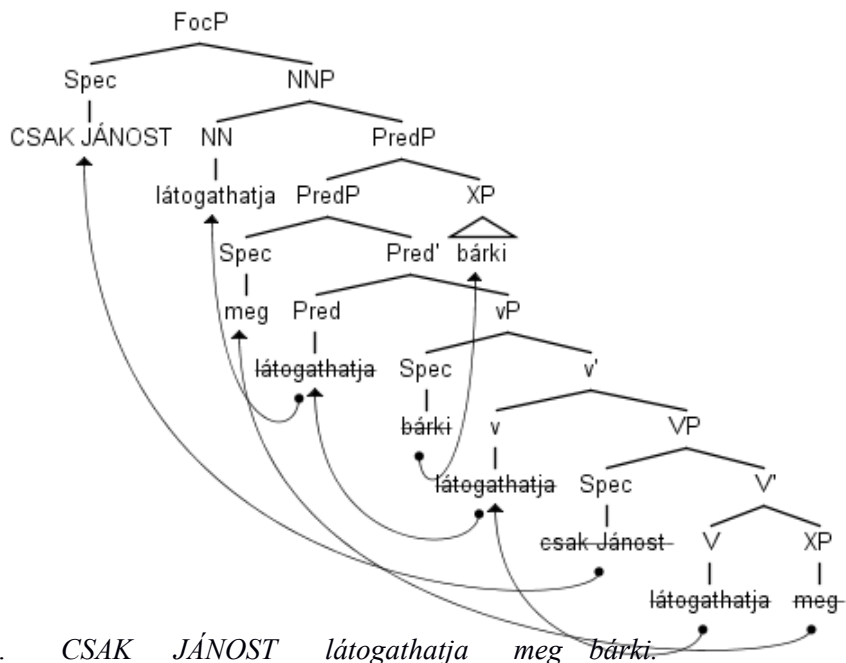 FocP
Spec NNP
CSAK JÁNOST NN PredP
látogathatja PredP XP
Spec Pred' bárki
meg Pred vP
látogathatja Spec v'
bárki v VP
látogathatja Spec V'
csak Jánost V XP
látogathatja meg
. CSAK JÁNOST látogathatja meg bárki.